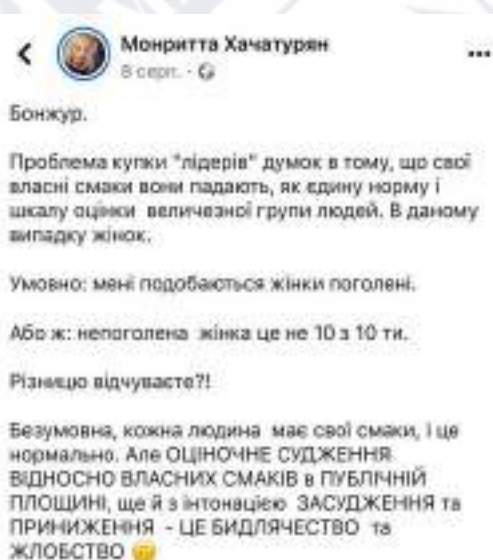 Монритта Хачатурян
8 серп. ·
Бонжур.
Проблема купки "лідерів" думок в тому, що свої
власні смаки вони падають, як єдину норму і
шкалу оцінки величезної групи людей. В даному
випадку жінок.
Умовно: мені подобаються жінки поголені.
Або ж: непоголена жінка це не 10 з 10 ти.
Різницю відчуваєте?!
Безумовна, кожна людина має свої смаки, і це
нормально. Але ОЦІНОЧНЕ СУДЖЕННЯ
ВІДНОСНО ВЛАСНИХ СМАКІВ в ПУБЛІЧНІЙ
ПЛОЩИНІ, ще й з інтонацією ЗАСУДЖЕННЯ та
ПРИНИЖЕННЯ - ЦЕ БИДЛЯЧЕСТВО та
ЖЛОБСТВО